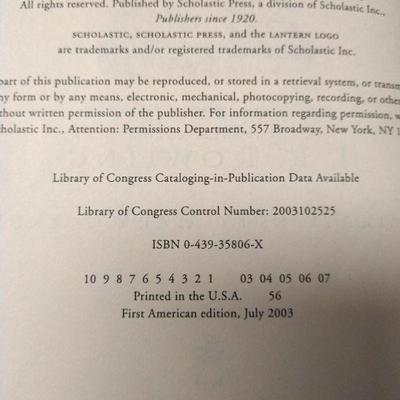 All rights reserved. Published by Scholastic Press, a division of Scholastic Inc.,
Publishers since 1920.
SCHOLASTIC, SCHOLASTIC PRESS, and the LANTERN LOGO
are trademarks and/or registered trademarks of Scholastic Inc.
part of this publication may be reproduced, or stored in a retrieval system, or
form or by any means, electronic, mechanical, photocopying, recording, or
written permission of the publisher. For information regarding permission,
Inc., Attention: Permissions Department, 557 Broadway, New York, NY
Library of Congress Cataloging-in-Publication Data Available
Library of Congress Control Number: 2003102525
ISBN 0-439-35806-X
10 9 8 7 6 5 4 3 2 1 03 04 05 06 07
Printed in the U.S.A. 56
First American edition, July 2003